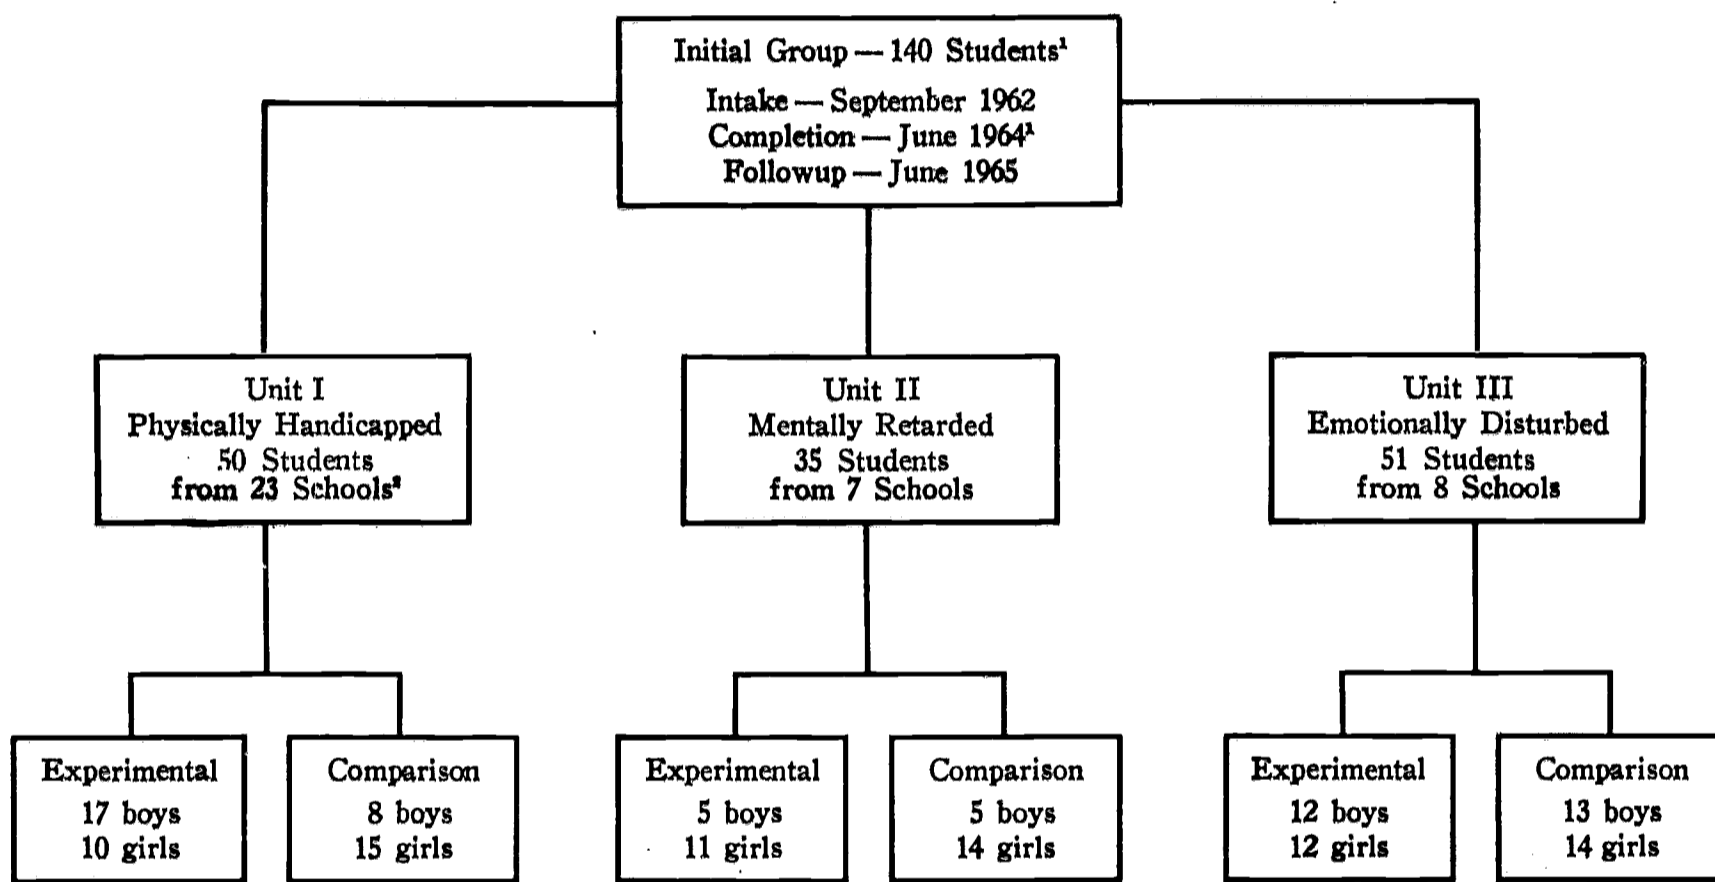 Initial Group — 140 Students¹
Intake — September 1962
Completion — June 1964¹
Followup — June 1965
Unit I
Physically Handicapped
50 Students
from 23 Schools²
Unit II
Mentally Retarded
35 Students
from 7 Schools
Unit III
Emotionally Disturbed
51 Students
from 8 Schools
Experimental
17 boys
10 girls
Comparison
8 boys
15 girls
Experimental
5 boys
11 girls
Comparison
5 boys
14 girls
Experimental
12 boys
12 girls
Comparison
13 boys
14 girls